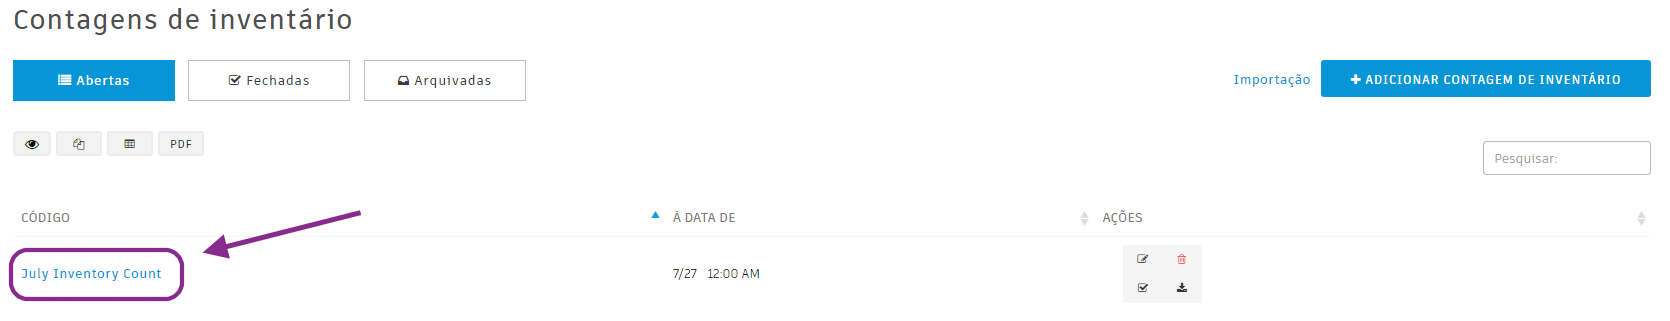 Contagens de inventário
Abertas
Fechadas
Arquivadas
Importação
ADICIONAR CONTAGEM DE INVENTÁRIO
PDF
Pesquisar:
CÓDIGO
À DATA DE
AÇÕES
July Inventory Count
7/27 12:00 AM